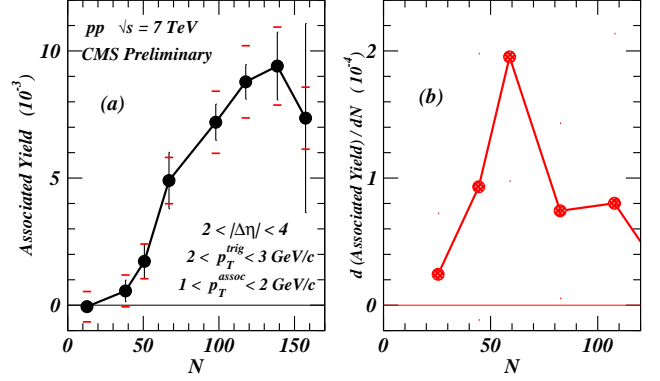 pp √s = 7 TeV
CMS Preliminary
(a)
Associated Yield (10⁻³)
10
5
0
2 < |Δη| < 4
2 < p_T^trig < 3 GeV/c
1 < p_T^assoc < 2 GeV/c
0 50 100 150
N
(b)
d (Associated Yield) / dN (10⁻⁴)
2
1
0
0 50 100
N